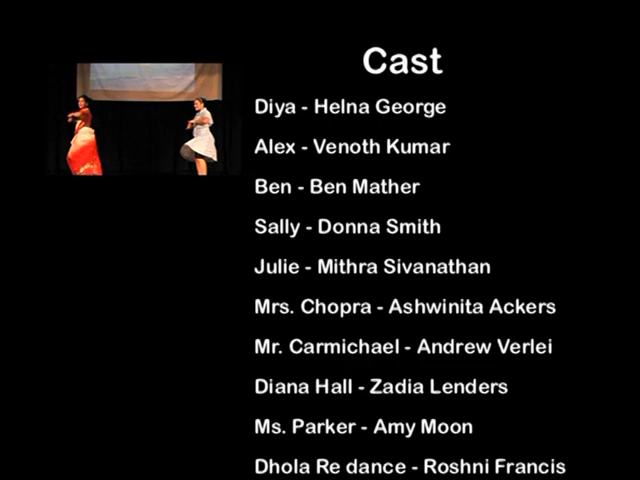 Cast
Diya - Helna George
Alex - Venoth Kumar
Ben - Ben Mather
Sally - Donna Smith
Julie - Mithra Sivanathan
Mrs. Chopra - Ashwinita Ackers
Mr. Carmichael - Andrew Verlei
Diana Hall - Zadia Lenders
Ms. Parker - Amy Moon
Dhola Re dance - Roshni Francis